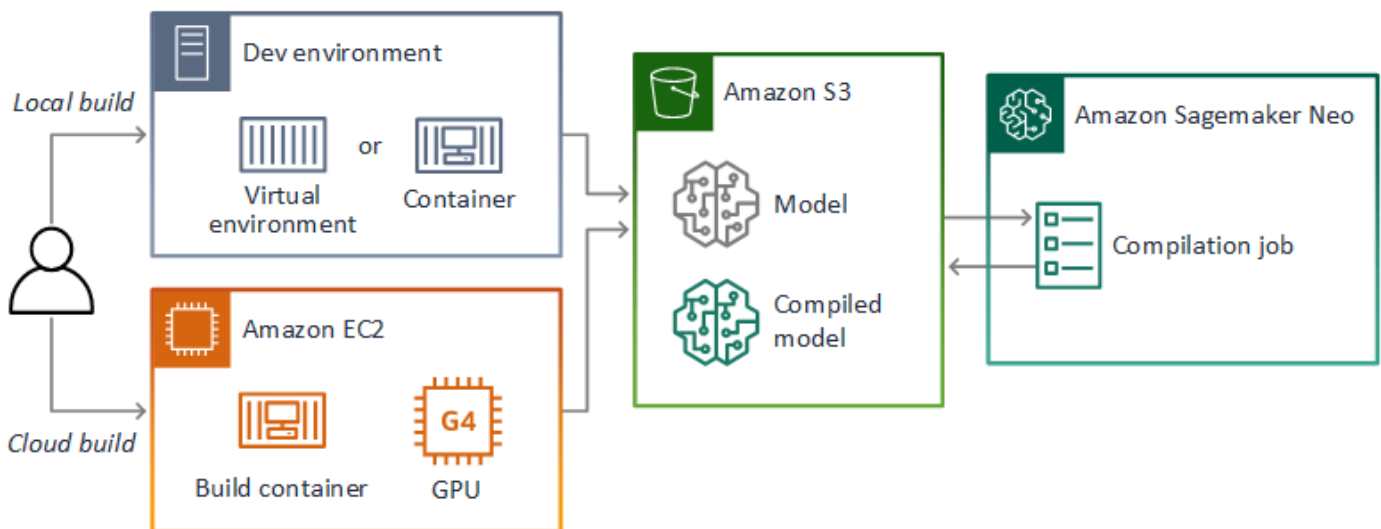 Local build
Dev environment
or
Virtual
environment
Container
Cloud build
Amazon EC2
G4
Build container
GPU
Amazon S3
Model
Compiled
model
Amazon Sagemaker Neo
Compilation job